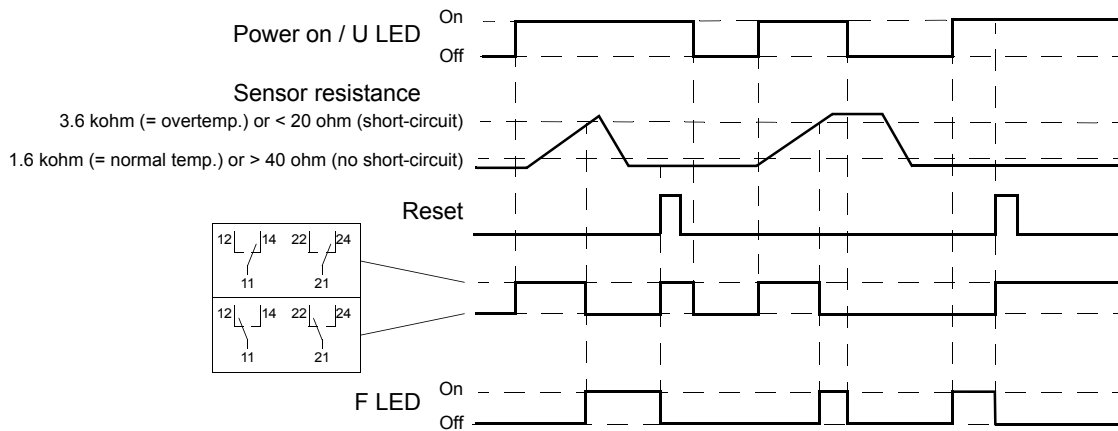 On
Power on / U LED
Off
Sensor resistance
3.6 kohm (= overtemp.) or < 20 ohm (short-circuit)
1.6 kohm (= normal temp.) or > 40 ohm (no short-circuit)
Reset
12 14 22 24
11 21
12 14 22 24
11 21
On
F LED
Off